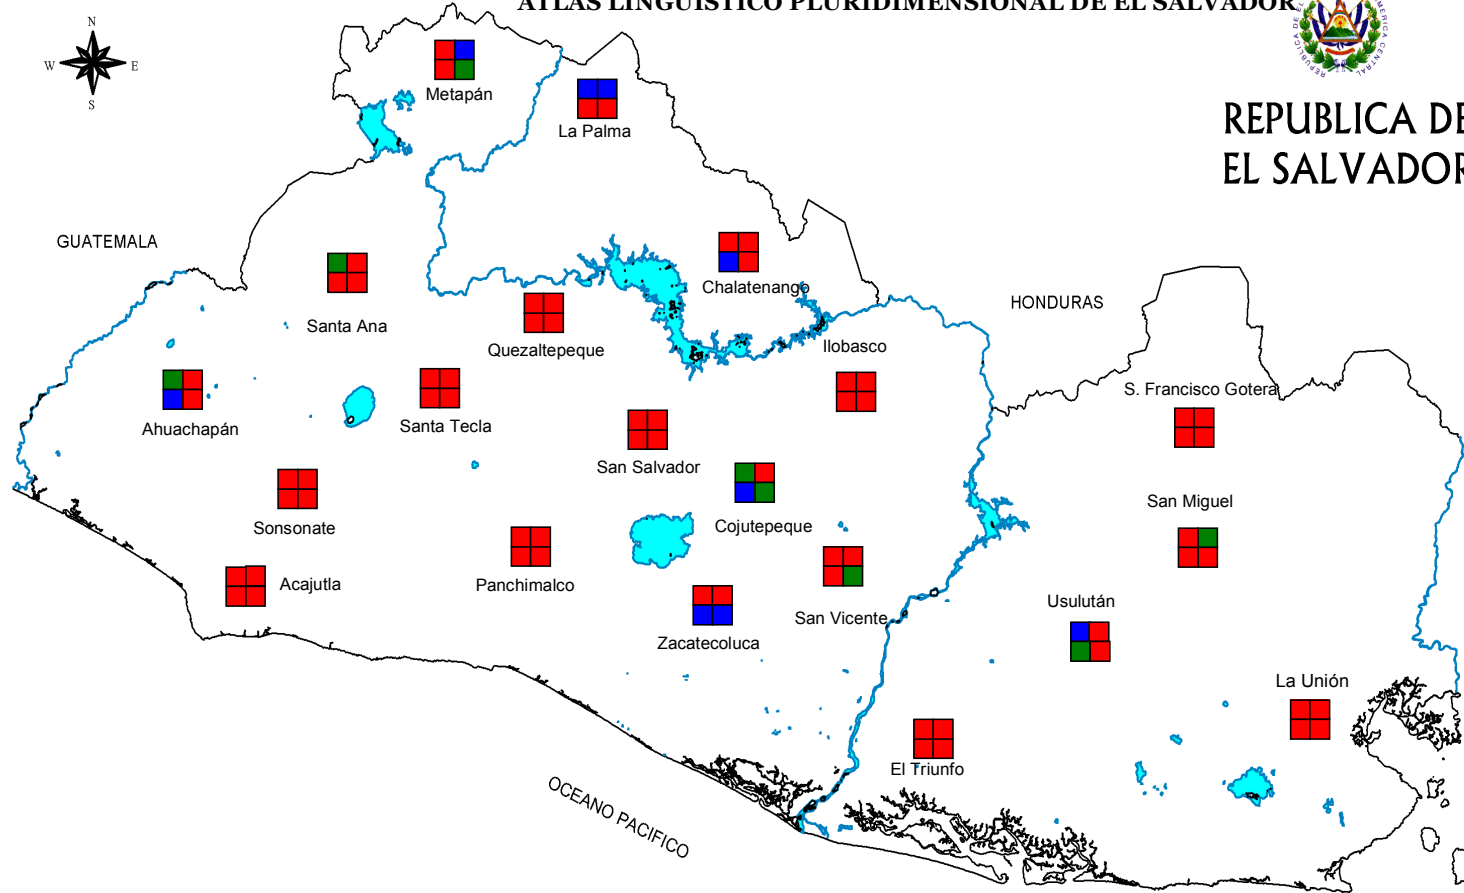 ATLAS LINGÜÍSTICO PLURIDIMENSIONAL DE EL SALVADOR
N
W
E
S
REPUBLICA DE
EL SALVADOR
Metapán
La Palma
GUATEMALA
Chalatenango
HONDURAS
Santa Ana
Quezaltepeque
Ilobasco
S. Francisco Gotera
Ahuachapán
Santa Tecla
San Salvador
San Miguel
Sonsonate
Cojutepeque
Acajutla
Panchimalco
Usulután
San Vicente
Zacatecoluca
La Unión
El Triunfo
OCEANO PACIFICO